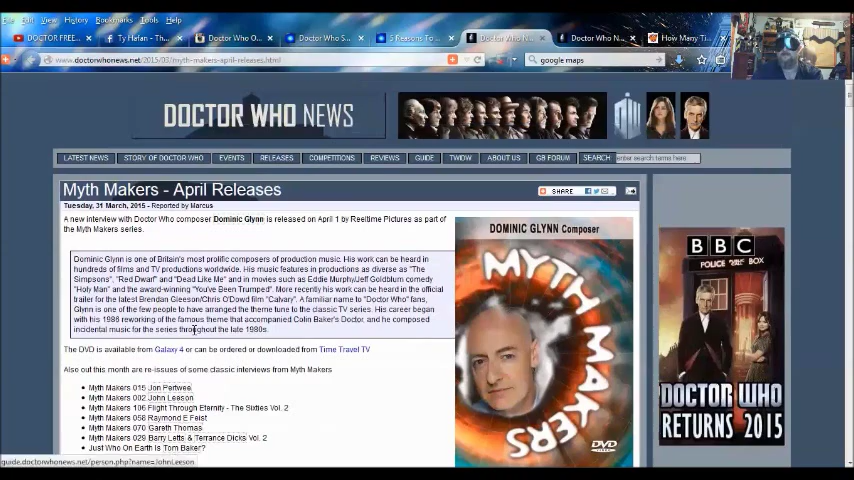 File Edit View History Bookmarks Tools Help
DOCTOR FREE... Ty Hafan - Th... Doctor Who O... Doctor Who S... 5 Reasons To ... Doctor Who N... Doctor Who N... How Many Ti...
www.doctorwhonews.net/2015/03/myth-makers-april-releases.html google maps
DOCTOR WHO NEWS
LATEST NEWS STORY OF DOCTOR WHO EVENTS RELEASES COMPETITIONS REVIEWS GUIDE TWIDW ABOUT US GB FORUM SEARCH enter search terms here
Myth Makers - April Releases
SHARE
Tuesday, 31 March, 2015 - Reported by Marcus
A new interview with Doctor Who composer Dominic Glynn is released on April 1 by Reeltime Pictures as part of
the Myth Makers series.
Dominic Glynn is one of Britain's most prolific composers of production music. His work can be heard in
hundreds of films and TV productions worldwide. His music features in productions as diverse as "The
Simpsons", "Red Dwarf" and "Dead Like Me" and in movies such as Eddie Murphy/Jeff Goldblum comedy
"Holy Man" and the award-winning "You've Been Trumped". More recently his work can be heard in the official
trailer for the latest Brendan Gleeson/Chris O'Dowd film "Calvary". A familiar name to "Doctor Who" fans,
Glynn is one of the few people to have arranged the theme tune to the classic TV series. His career began
with his 1986 reworking of the famous theme that accompanied Colin Baker's Doctor, and he composed
incidental music for the series throughout the late 1980s.
The DVD is available from Galaxy 4 or can be ordered or downloaded from Time Travel TV
Also out this month are re-issues of some classic interviews from Myth Makers
Myth Makers 015 Jon Pertwee
Myth Makers 002 John Leeson
Myth Makers 106 Flight Through Eternity - The Sixties Vol. 2
Myth Makers 058 Raymond E Feist
Myth Makers 070 Gareth Thomas
Myth Makers 029 Barry Letts & Terrance Dicks Vol. 2
Just Who On Earth Is Tom Baker?
DOMINIC GLYNN Composer
MYTH
MAKERS
DVD
BBC
POLICE BOX
DOCTOR WHO
RETURNS 2015
guide.doctorwhonews.net/person.php?name=JohnLeeson